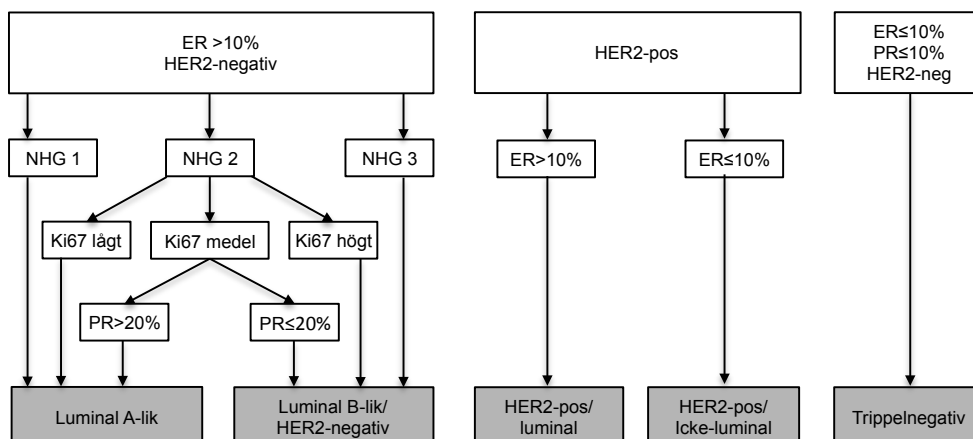 ER >10%
HER2-negativ
HER2-pos
ER≤10%
PR≤10%
HER2-neg
NHG 1
NHG 2
NHG 3
ER>10%
ER≤10%
Ki67 lågt
Ki67 medel
Ki67 högt
PR>20%
PR≤20%
Luminal A-lik
Luminal B-lik/
HER2-negativ
HER2-pos/
luminal
HER2-pos/
Icke-luminal
Trippelnegativ